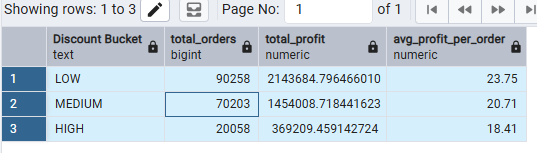 Showing rows: 1 to 3 Page No: 1 of 1
Discount Bucket text total_orders bigint total_profit numeric avg_profit_per_order numeric
1 LOW 90258 2143684.796466010 23.75
2 MEDIUM 70203 1454008.718441623 20.71
3 HIGH 20058 369209.459142724 18.41